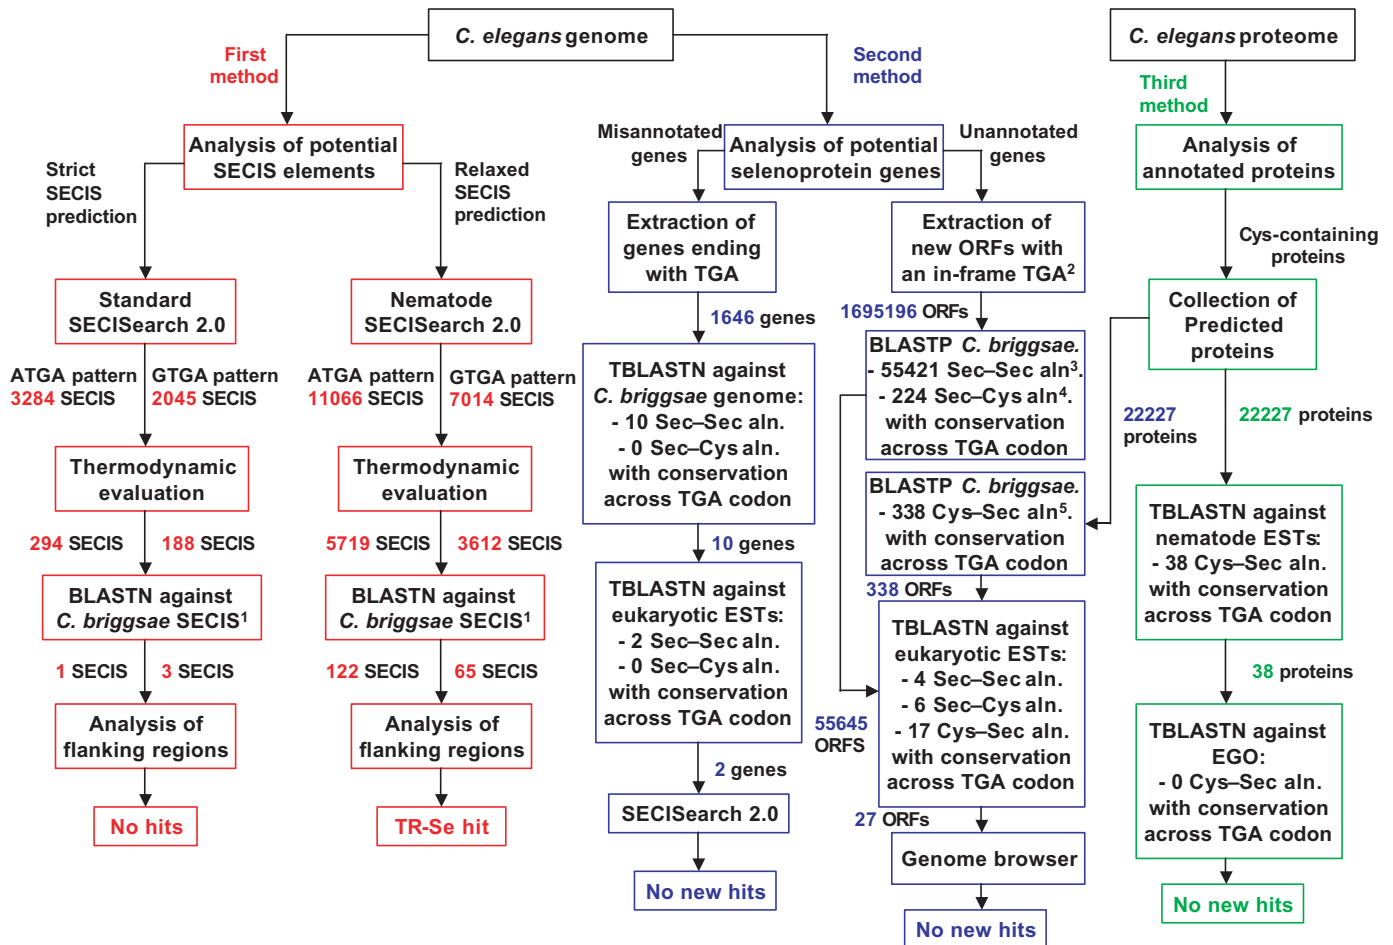 C. elegans genome
First
method
Second
method
C. elegans proteome
Third
method
Analysis of potential
SECIS elements
Strict
SECIS
prediction
Relaxed
SECIS
prediction
Standard
SECISearch 2.0
Nematode
SECISearch 2.0
ATGA pattern
3284 SECIS
GTGA pattern
2045 SECIS
ATGA pattern
11066 SECIS
GTGA pattern
7014 SECIS
Thermodynamic
evaluation
Thermodynamic
evaluation
294 SECIS
188 SECIS
5719 SECIS
3612 SECIS
BLASTN against
C. briggsae SECIS¹
BLASTN against
C. briggsae SECIS¹
1 SECIS
3 SECIS
122 SECIS
65 SECIS
Analysis of
flanking regions
Analysis of
flanking regions
No hits
TR-Se hit
Misannotated
genes
Analysis of potential
selenoprotein genes
Unannotated
genes
Extraction of
genes ending
with TGA
1646 genes
TBLASTN against
C. briggsae genome:
- 10 Sec–Sec aln.
- 0 Sec–Cys aln.
with conservation
across TGA codon
10 genes
TBLASTN against
eukaryotic ESTs:
- 2 Sec–Sec aln.
- 0 Sec–Cys aln.
with conservation
across TGA codon
2 genes
SECISearch 2.0
No new hits
Extraction of
new ORFs with
an in-frame TGA²
1695196 ORFs
BLASTP C. briggsae.
- 55421 Sec–Sec aln³.
- 224 Sec–Cys aln⁴.
with conservation
across TGA codon
BLASTP C. briggsae.
- 338 Cys–Sec aln⁵.
with conservation
across TGA codon
338 ORFs
55645
ORFS
TBLASTN against
eukaryotic ESTs:
- 4 Sec–Sec aln.
- 6 Sec–Cys aln.
- 17 Cys–Sec aln.
with conservation
across TGA codon
27 ORFs
Genome browser
No new hits
Analysis of
annotated proteins
Cys-containing
proteins
Collection of
Predicted
proteins
22227
proteins
22227 proteins
TBLASTN against
nematode ESTs:
- 38 Cys–Sec aln.
with conservation
across TGA codon
38 proteins
TBLASTN against
EGO:
- 0 Cys–Sec aln.
with conservation
across TGA codon
No new hits